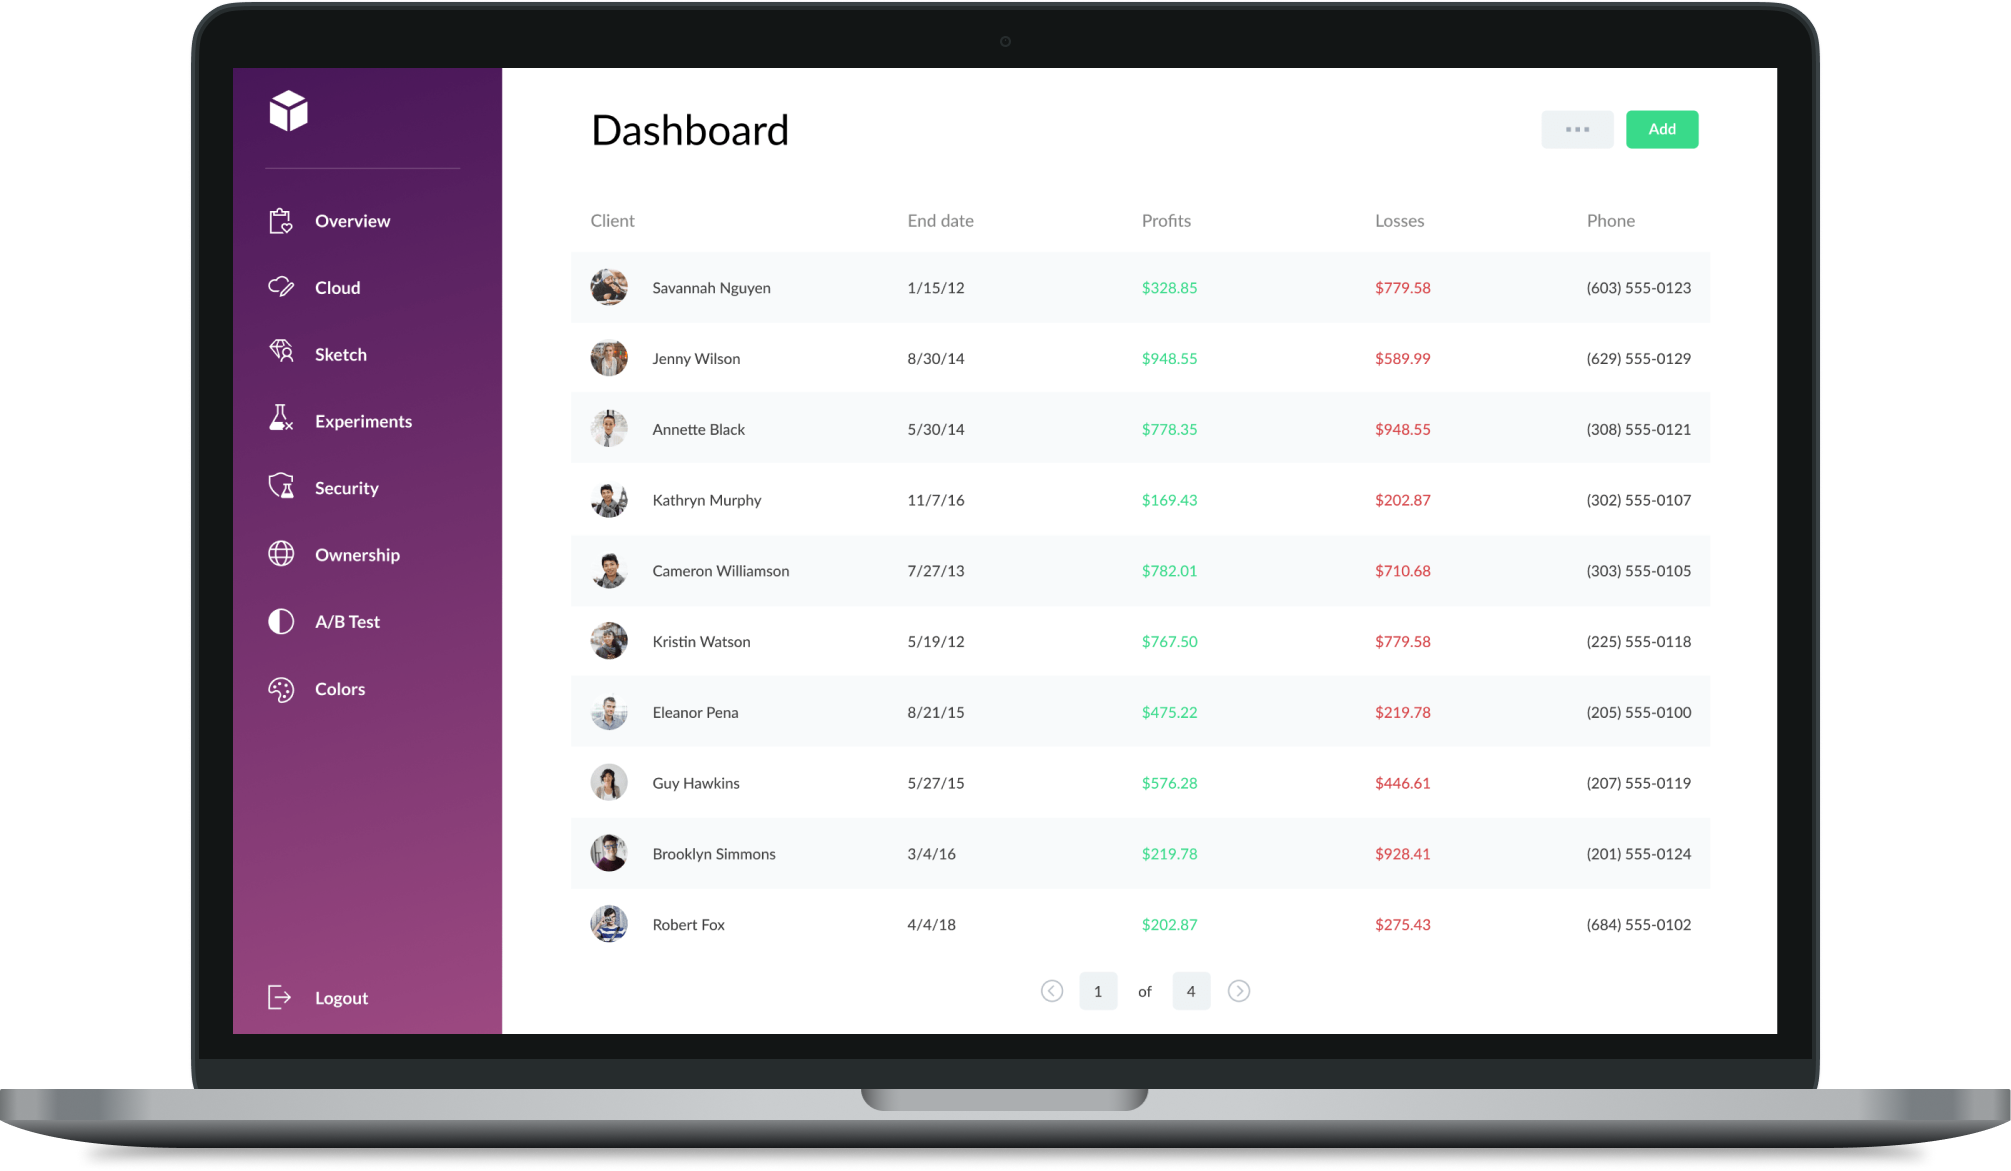 Dashboard
... Add
Overview
Cloud
Sketch
Experiments
Security
Ownership
A/B Test
Colors
Logout
Client End date Profits Losses Phone
Savannah Nguyen 1/15/12 $328.85 $779.58 (603) 555-0123
Jenny Wilson 8/30/14 $948.55 $589.99 (629) 555-0129
Annette Black 5/30/14 $778.35 $948.55 (308) 555-0121
Kathryn Murphy 11/7/16 $169.43 $202.87 (302) 555-0107
Cameron Williamson 7/27/13 $782.01 $710.68 (303) 555-0105
Kristin Watson 5/19/12 $767.50 $779.58 (225) 555-0118
Eleanor Pena 8/21/15 $475.22 $219.78 (205) 555-0100
Guy Hawkins 5/27/15 $576.28 $446.61 (207) 555-0119
Brooklyn Simmons 3/4/16 $219.78 $928.41 (201) 555-0124
Robert Fox 4/4/18 $202.87 $275.43 (684) 555-0102
1 of 4